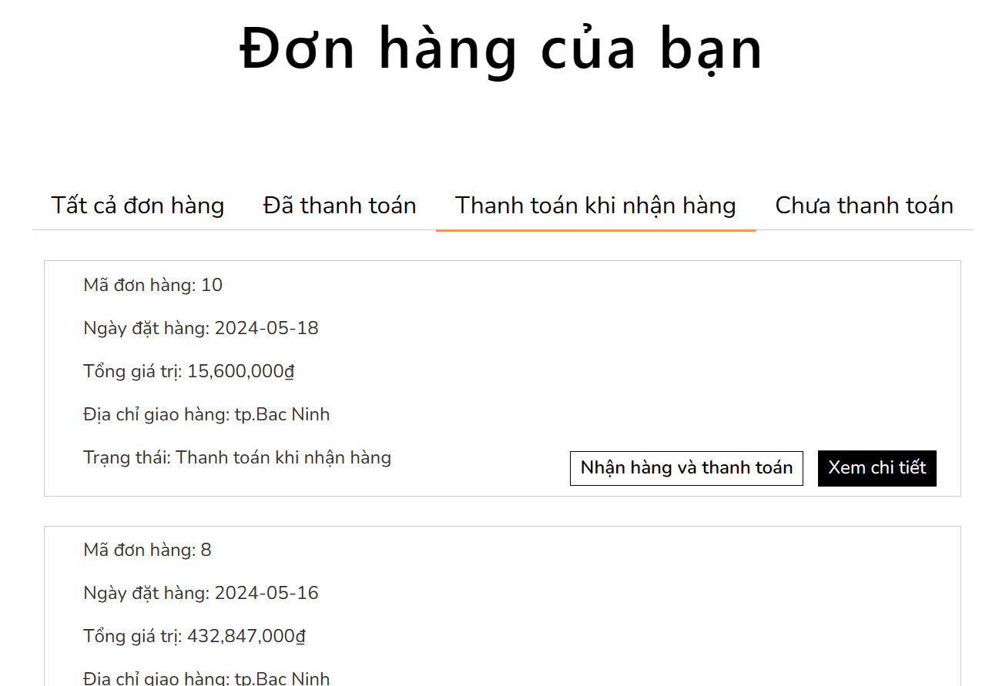 Đơn hàng của bạn
Tất cả đơn hàng Đã thanh toán Thanh toán khi nhận hàng Chưa thanh toán
Mã đơn hàng: 10
Ngày đặt hàng: 2024-05-18
Tổng giá trị: 15,600,000₫
Địa chỉ giao hàng: tp.Bac Ninh
Trạng thái: Thanh toán khi nhận hàng
Nhận hàng và thanh toán Xem chi tiết
Mã đơn hàng: 8
Ngày đặt hàng: 2024-05-16
Tổng giá trị: 432,847,000₫
Địa chỉ giao hàng: tp.Bac Ninh